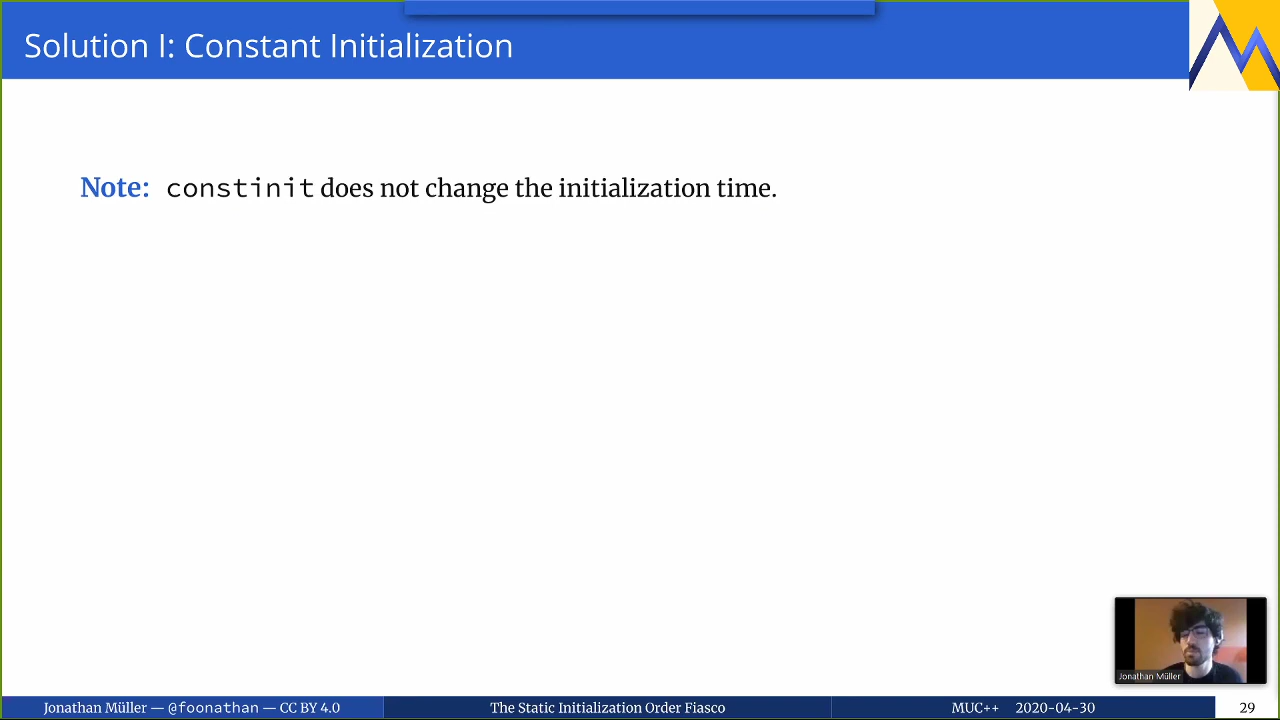 Solution I: Constant Initialization
Note: constinit does not change the initialization time.
Jonathan Müller
Jonathan Müller — @foonathan — CC BY 4.0
The Static Initialization Order Fiasco
MUC++ 2020-04-30
29